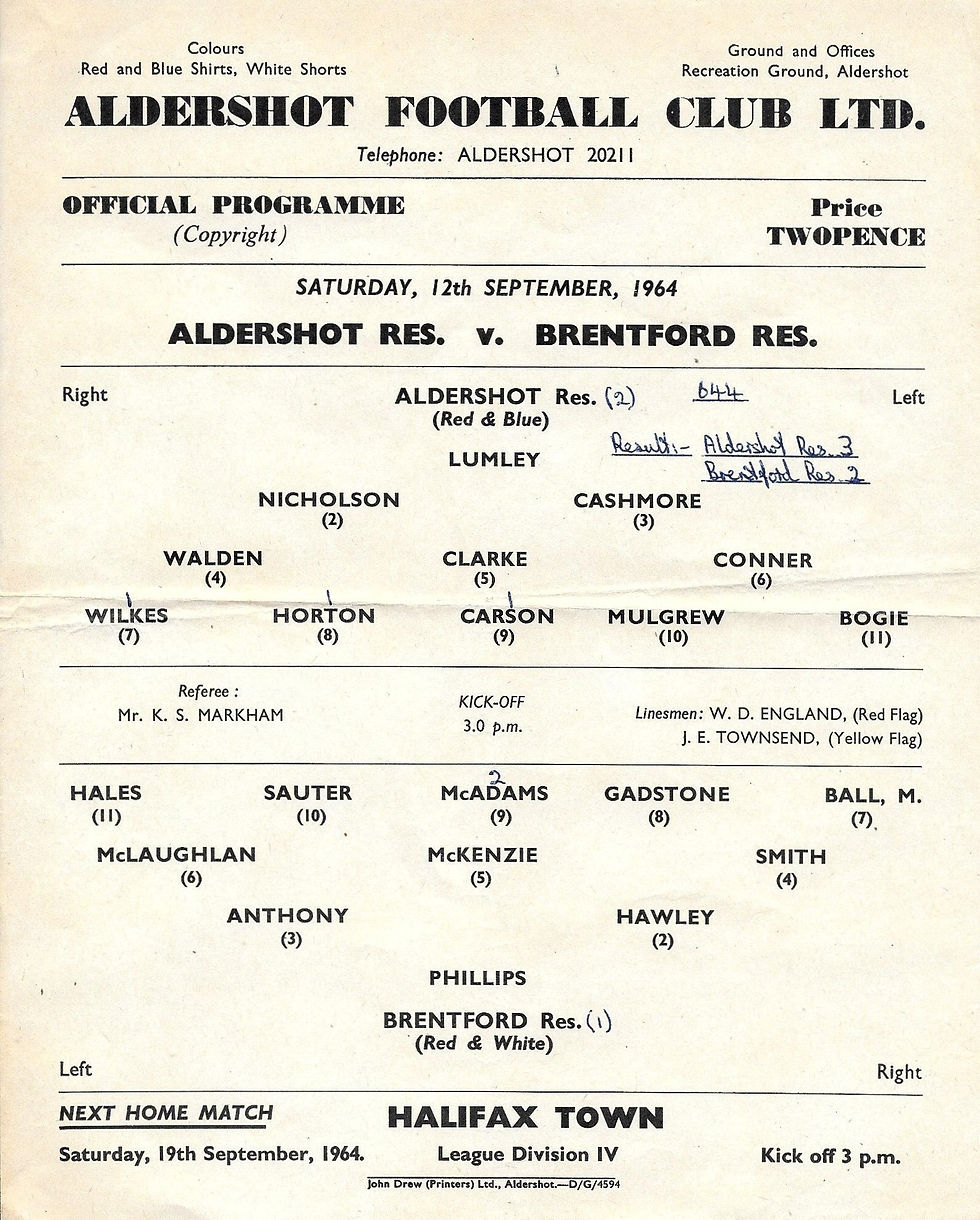 Colours
Red and Blue Shirts, White Shorts
Ground and Offices
Recreation Ground, Aldershot
ALDERSHOT FOOTBALL CLUB LTD.
Telephone: ALDERSHOT 20211
OFFICIAL PROGRAMME
(Copyright)
Price
TWOPENCE
SATURDAY, 12th SEPTEMBER, 1964
ALDERSHOT RES. v. BRENTFORD RES.
Right ALDERSHOT Res. (2) 644 Left
(Red & Blue)
Result:- Aldershot Res. 3
LUMLEY
Brentford Res. 2
NICHOLSON CASHMORE
(2) (3)
WALDEN CLARKE CONNER
(4) (5) (6)
1 1 1
WILKES HORTON CARSON MULGREW BOGIE
(7) (8) (9) (10) (11)
Referee :
Mr. K. S. MARKHAM
KICK-OFF
3.0 p.m.
Linesmen: W. D. ENGLAND, (Red Flag)
J. E. TOWNSEND, (Yellow Flag)
2
HALES SAUTER McADAMS GADSTONE BALL, M.
(11) (10) (9) (8) (7)
McLAUGHLAN McKENZIE SMITH
(6) (5) (4)
ANTHONY HAWLEY
(3) (2)
PHILLIPS
BRENTFORD Res. (1)
(Red & White)
Left Right
NEXT HOME MATCH HALIFAX TOWN
Saturday, 19th September, 1964. League Division IV Kick off 3 p.m.
John Drew (Printers) Ltd., Aldershot.—D/G/4594